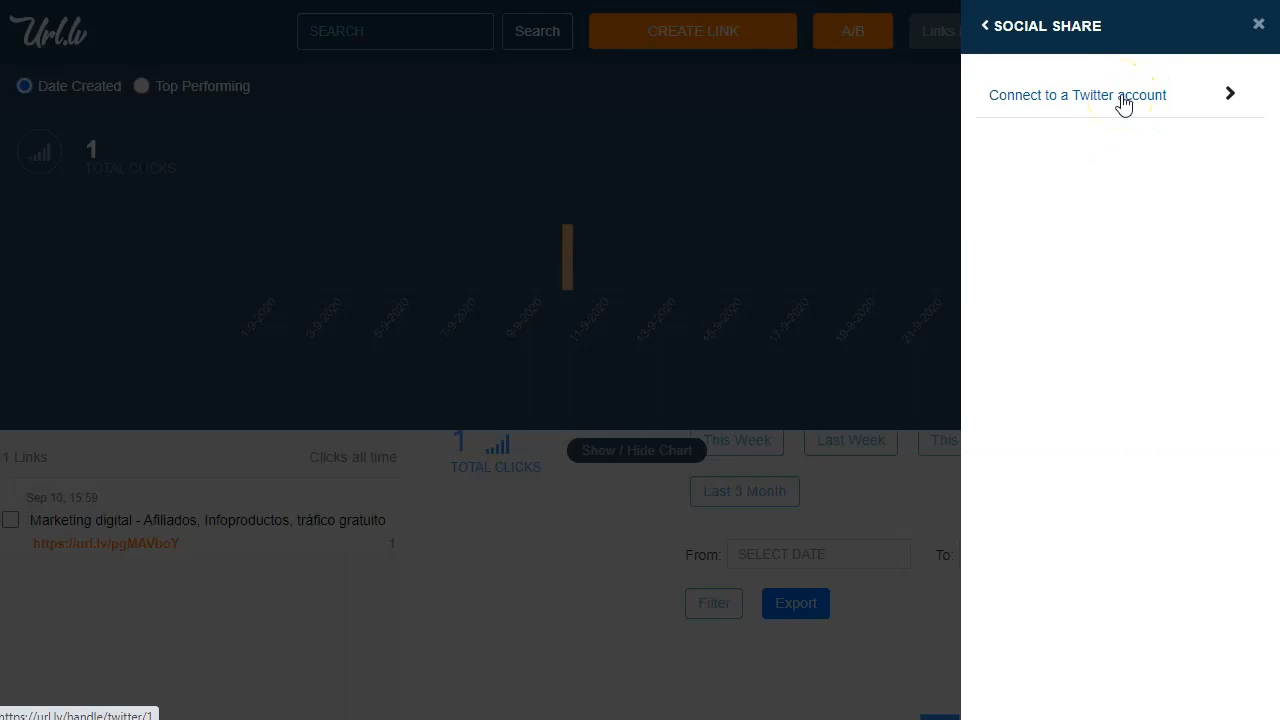 Url.lv
SEARCH
Search
CREATE LINK
A/B
Links
Date Created
Top Performing
1
TOTAL CLICKS
1-9-2020
3-9-2020
5-9-2020
7-9-2020
9-9-2020
11-9-2020
13-9-2020
15-9-2020
17-9-2020
19-9-2020
21-9-2020
1 Links
Clicks all time
1
TOTAL CLICKS
Show / Hide Chart
This Week
Last Week
This
Last 3 Month
Sep 10, 15:59
Marketing digital - Afiliados, Infoproductos, tráfico gratuito
https://url.lv/pgMAVboY
1
From:
SELECT DATE
To:
Filter
Export
https://url.lv/handle/twitter/1
SOCIAL SHARE
×
Connect to a Twitter account